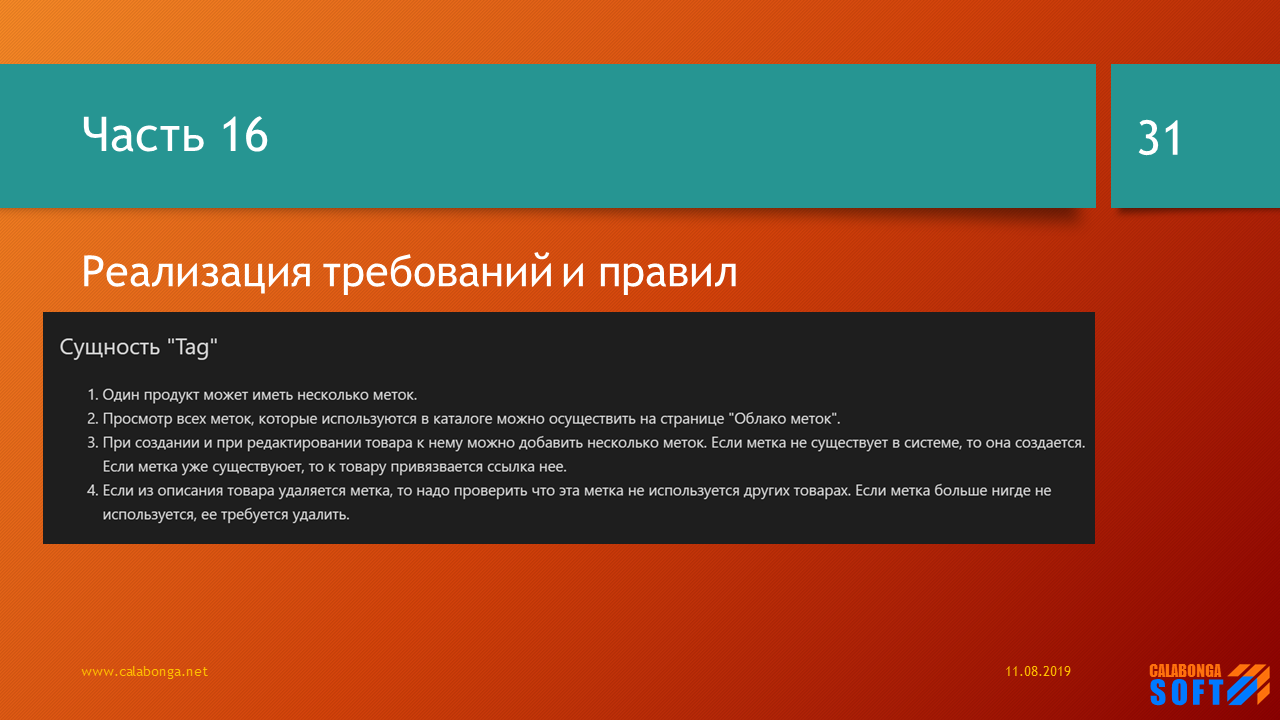 Часть 16
31
Реализация требований и правил
Сущность "Tag"
1. Один продукт может иметь несколько меток.
2. Просмотр всех меток, которые используются в каталоге можно осуществить на странице "Облако меток".
3. При создании и при редактировании товара к нему можно добавить несколько меток. Если метка не существует в системе, то она создается.
Если метка уже существуюет, то к товару привязвается ссылка нее.
4. Если из описания товара удаляется метка, то надо проверить что эта метка не используется других товарах. Если метка больше нигде не
используется, ее требуется удалить.
www.calabonga.net
11.08.2019
CALABONGA
SOFT